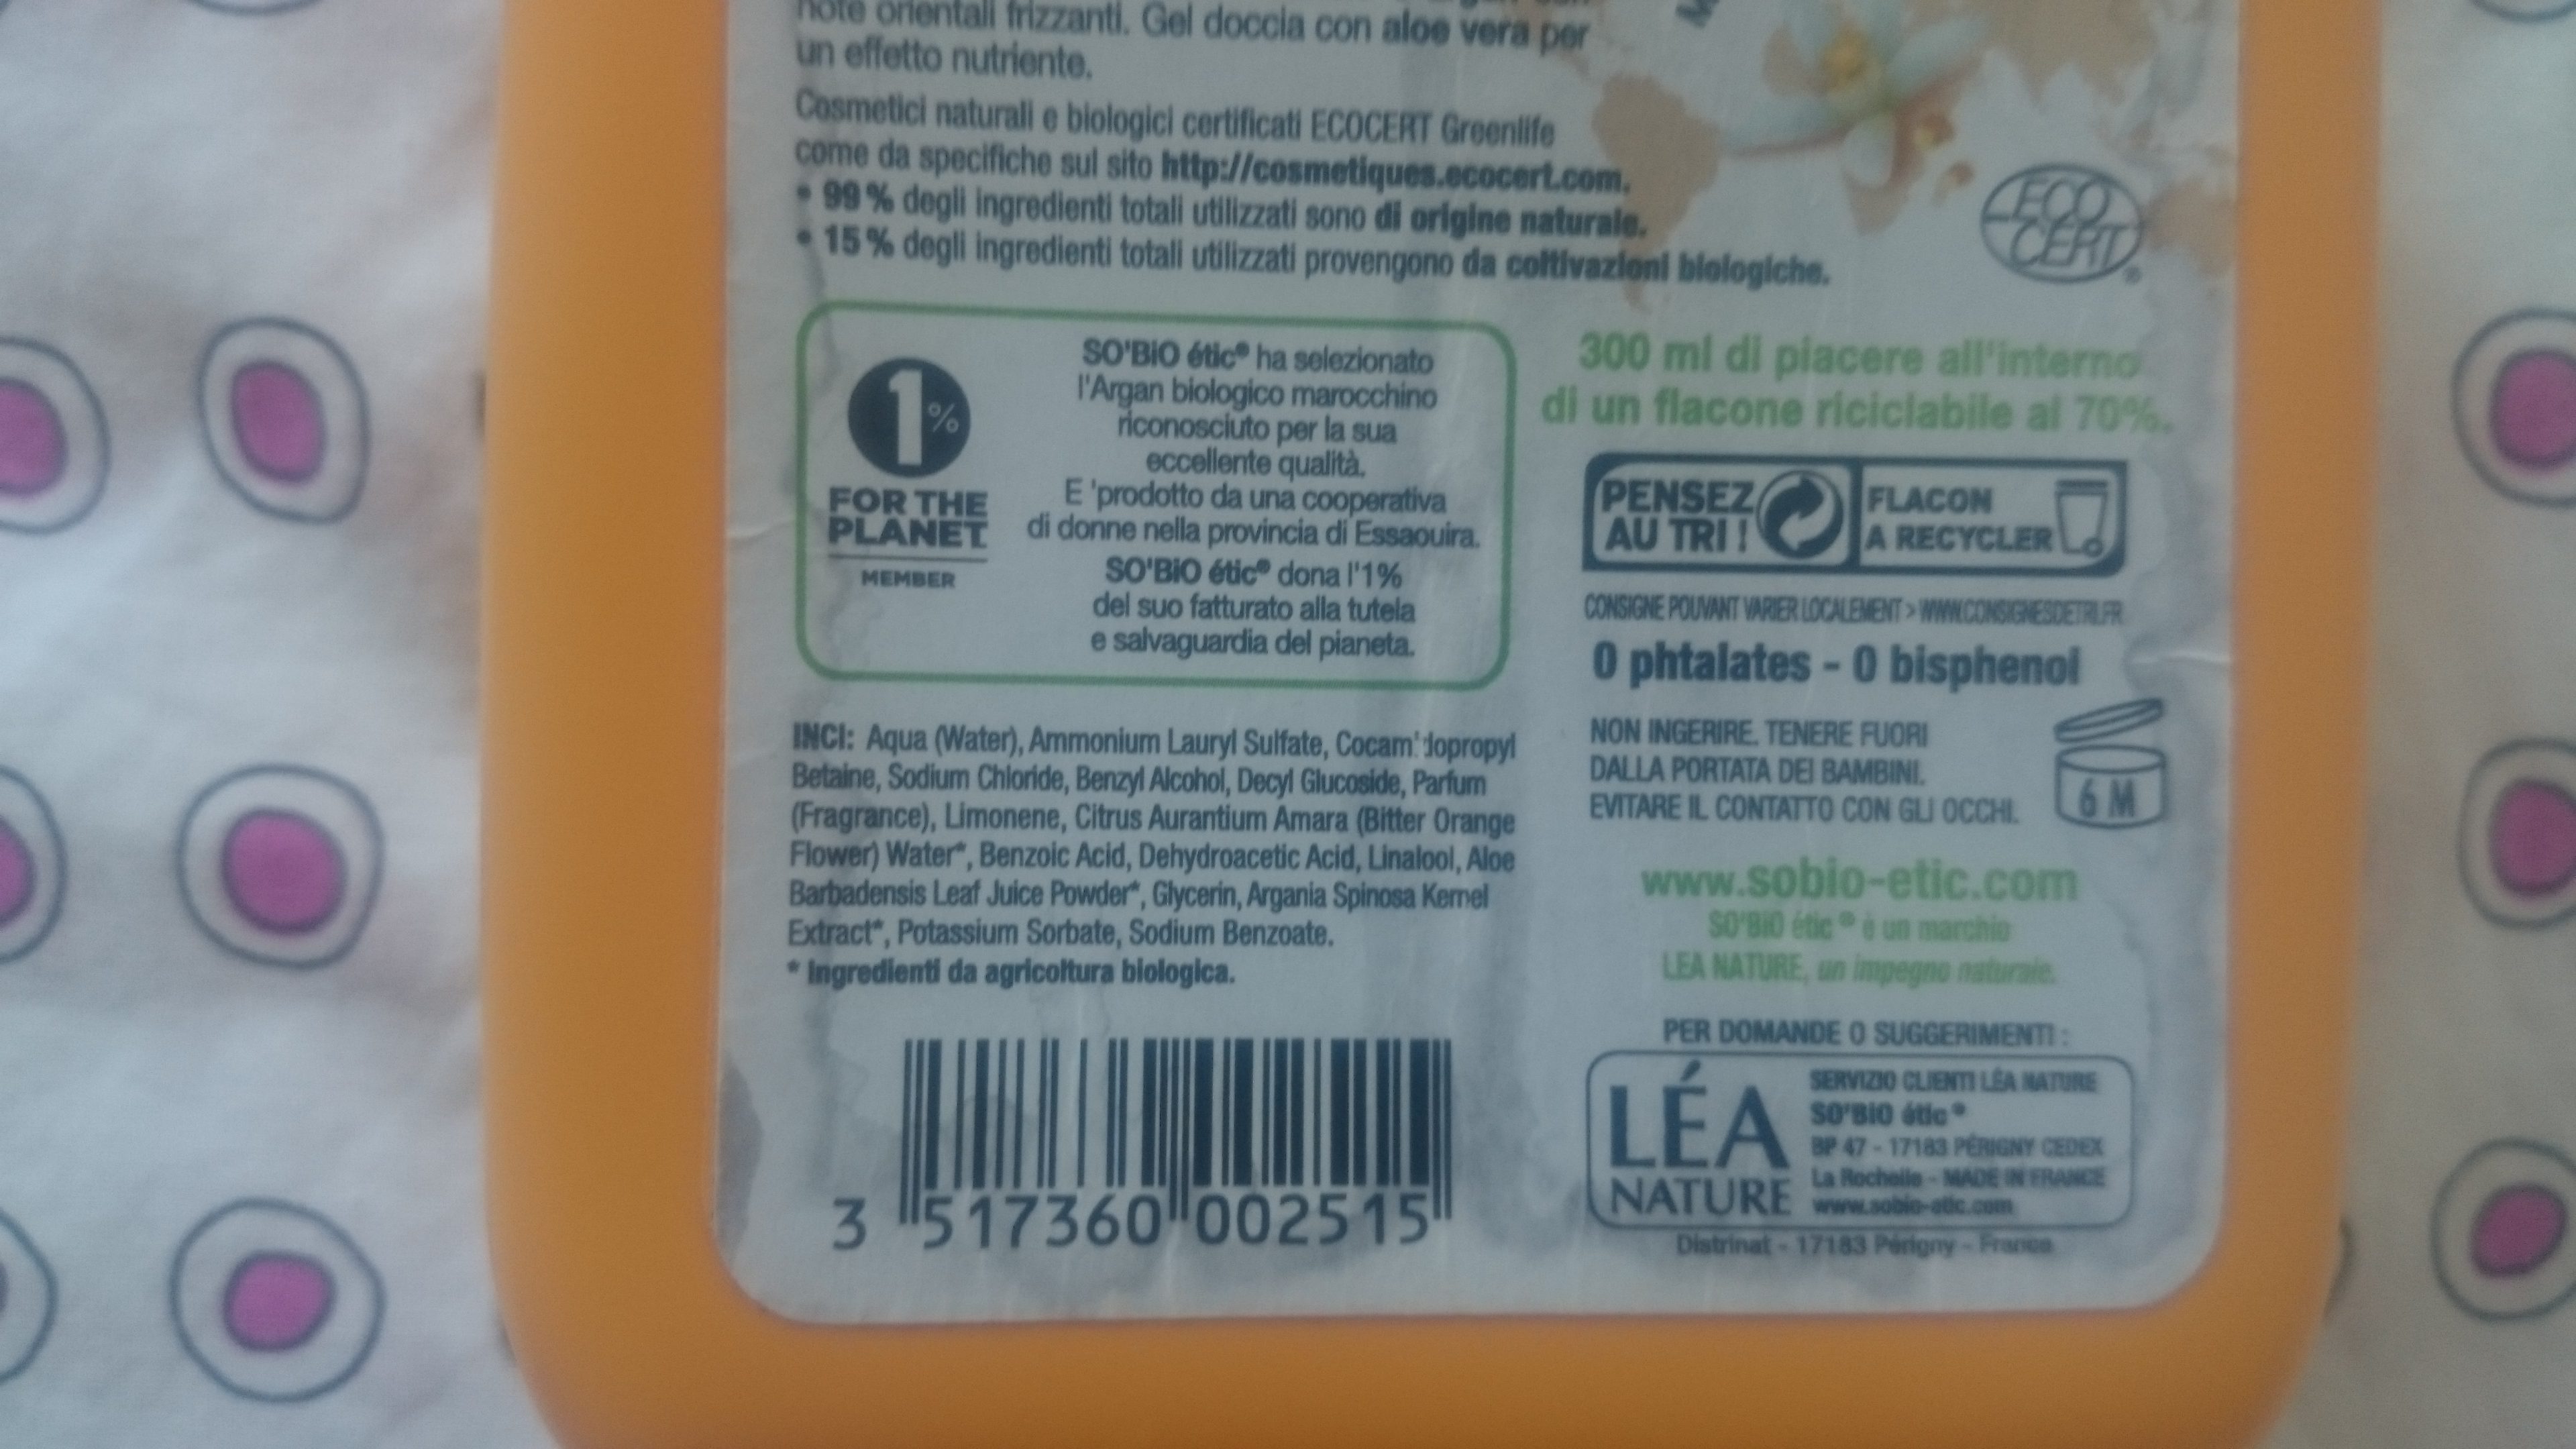 note orientali frizzanti. Gel doccia con aloe vera per
un effetto nutriente.
Cosmetici naturali e biologici certificati ECOCERT Greenlife
come da specifiche sul sito http://cosmetiques.ecocert.com.
• 99% degli ingredienti totali utilizzati sono di origine naturale.
• 15% degli ingredienti totali utilizzati provengono da coltivazioni biologiche.
ECO
CERT®
1%
FOR THE
PLANET
MEMBER
SO'BiO étic® ha selezionato
l'Argan biologico marocchino
riconosciuto per la sua
eccellente qualità.
E 'prodotto da una cooperativa
di donne nella provincia di Essaouira.
SO'BiO étic® dona l'1%
del suo fatturato alla tutela
e salvaguardia del pianeta.
300 ml di piacere all'interno
di un flacone riciclabile al 70%.
PENSEZ
AU TRI !
FLACON
A RECYCLER
CONSIGNE POUVANT VARIER LOCALEMENT > WWW.CONSIGNESDETRI.FR
0 phtalates - 0 bisphenol
NON INGERIRE. TENERE FUORI
DALLA PORTATA DEI BAMBINI.
EVITARE IL CONTATTO CON GLI OCCHI.
6 M
INCI: Aqua (Water), Ammonium Lauryl Sulfate, Cocamidopropyl
Betaine, Sodium Chloride, Benzyl Alcohol, Decyl Glucoside, Parfum
(Fragrance), Limonene, Citrus Aurantium Amara (Bitter Orange
Flower) Water*, Benzoic Acid, Dehydroacetic Acid, Linalool, Aloe
Barbadensis Leaf Juice Powder*, Glycerin, Argania Spinosa Kernel
Extract*, Potassium Sorbate, Sodium Benzoate.
* Ingredienti da agricoltura biologica.
3 517360 002515
www.sobio-etic.com
SO'BiO étic® è un marchio
LEA NATURE, un impegno naturale.
PER DOMANDE O SUGGERIMENTI :
LÉA
NATURE
SERVIZIO CLIENTI LÉA NATURE
SO'BiO étic®
BP 47 - 17183 PÉRIGNY CEDEX
La Rochelle - MADE IN FRANCE
www.sobio-etic.com
Distrinat - 17183 Périgny - France